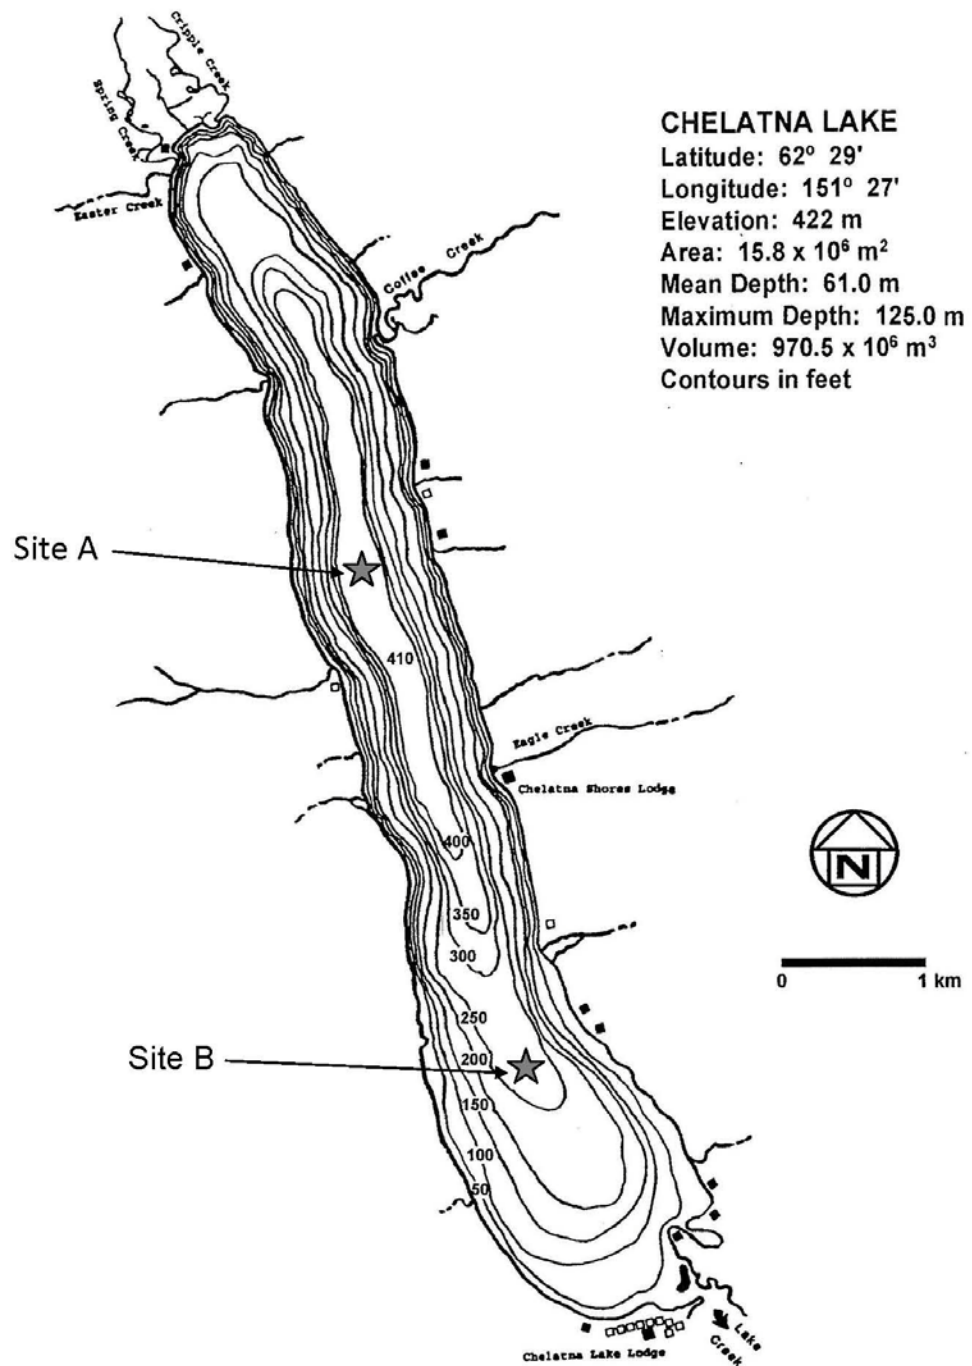 Cripple Creek
Spring Creek
Easter Creek
Coffee Creek
CHELATNA LAKE
Latitude: 62° 29'
Longitude: 151° 27'
Elevation: 422 m
Area: 15.8 x 10⁶ m²
Mean Depth: 61.0 m
Maximum Depth: 125.0 m
Volume: 970.5 x 10⁶ m³
Contours in feet
Site A
410
Eagle Creek
Chelatna Shores Lodge
400
N
350
300
0 1 km
250
Site B
200
150
100
50
Lake Creek
Chelatna Lake Lodge